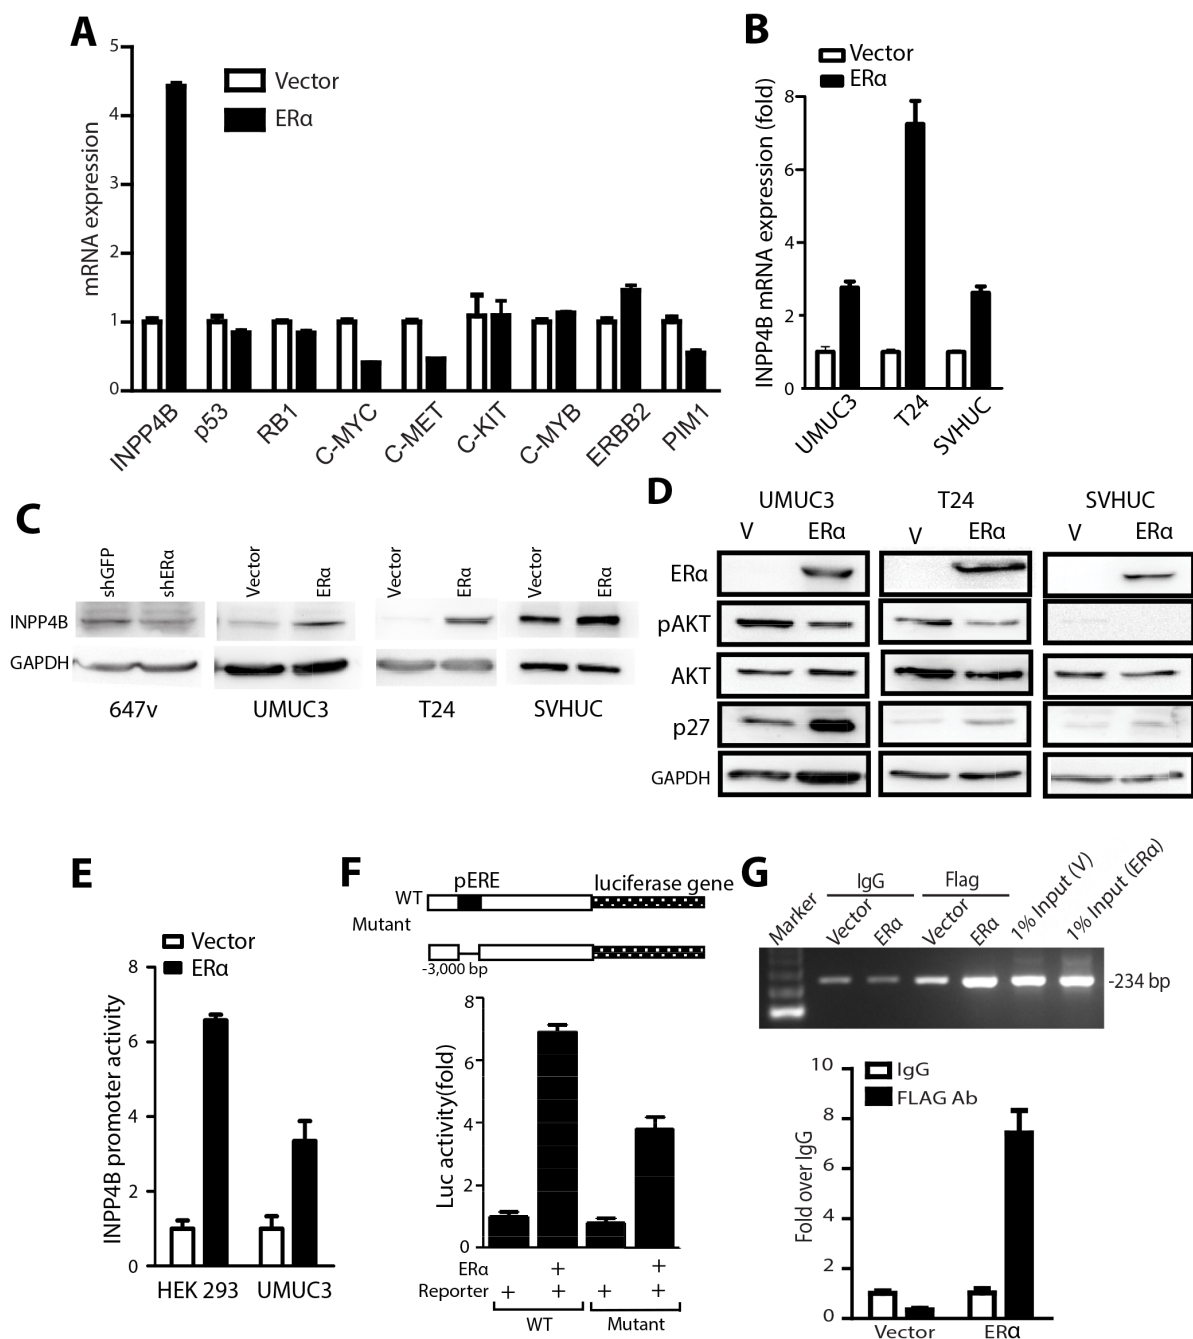 A
5
4
3
2
1
0
mRNA expression
Vector
ERα
INPP4B p53 RB1 C-MYC C-MET C-KIT C-MYB ERBB2 PIM1
B
Vector
ERα
8
6
4
2
0
INPP4B mRNA expression (fold)
UMUC3 T24 SVHUC
C
shGFP shERα Vector ERα Vector ERα Vector ERα
INPP4B
GAPDH
647v UMUC3 T24 SVHUC
D
UMUC3 T24 SVHUC
V ERα V ERα V ERα
ERα
pAKT
AKT
p27
GAPDH
E
Vector
ERα
8
6
4
2
0
INPP4B promoter activity
HEK 293 UMUC3
F
pERE
WT luciferase gene
Mutant
-3,000 bp
8
6
4
2
0
Luc activity(fold)
ERα + +
Reporter + + + +
WT Mutant
G
IgG Flag
Marker Vector ERα Vector ERα 1% Input (V) 1% Input (ERα)
-234 bp
10
8
6
4
2
0
Fold over IgG
IgG
FLAG Ab
Vector ERα